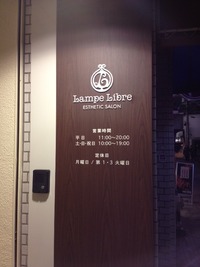 Lampe Libre
ESTHETIC SALON
営業時間
平日 11:00〜20:00
土・日・祝日 10:00〜19:00
定休日
月曜日 / 第1・3火曜日